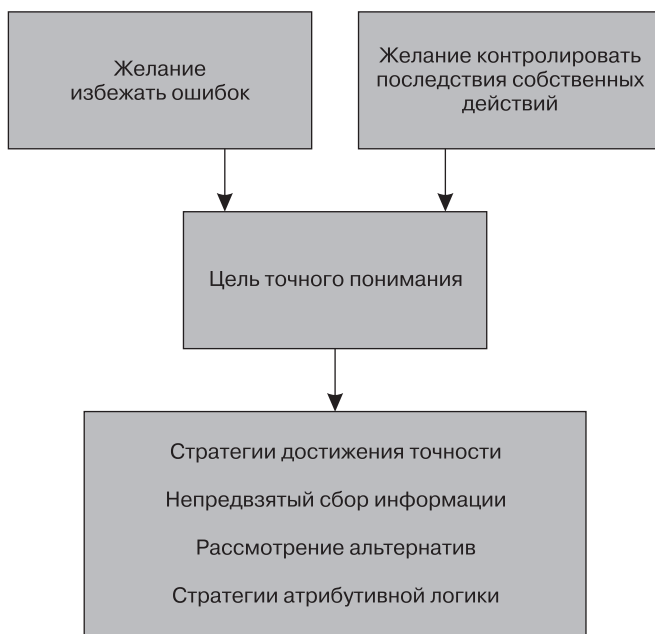 Желание
избежать ошибок
Желание контролировать
последствия собственных
действий
Цель точного понимания
Стратегии достижения точности
Непредвзятый сбор информации
Рассмотрение альтернатив
Стратегии атрибутивной логики